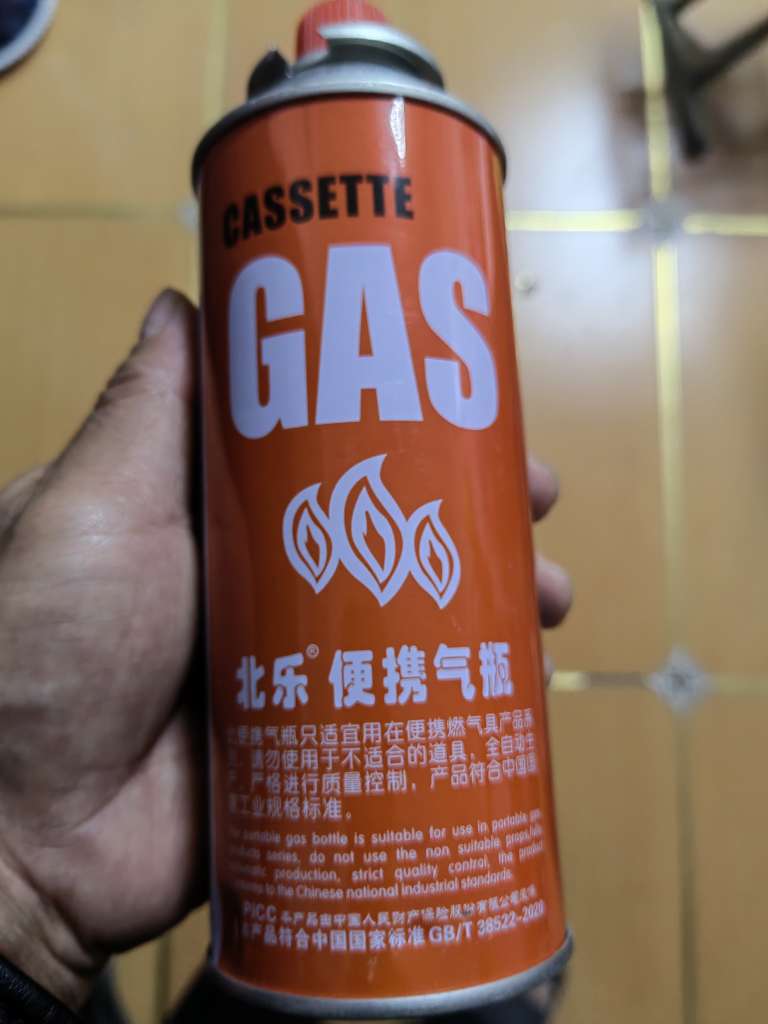 CASSETTE
GAS
北乐® 便携气瓶
便携气瓶只适宜用在便携燃气具产品系
请勿使用于不适合的道具。全自动生
产，严格进行质量控制，产品符合中国国
工业规格标准。
portable gas bottle is suitable for use in portable gas
products series, do not use the non suitable props, fully
automatic production, strict quality control, the product
to the Chinese national industrial standards.
PICC 本产品由中国人民财产保险股份有限公司承保
本产品符合中国国家标准 GB/T 38522-2020